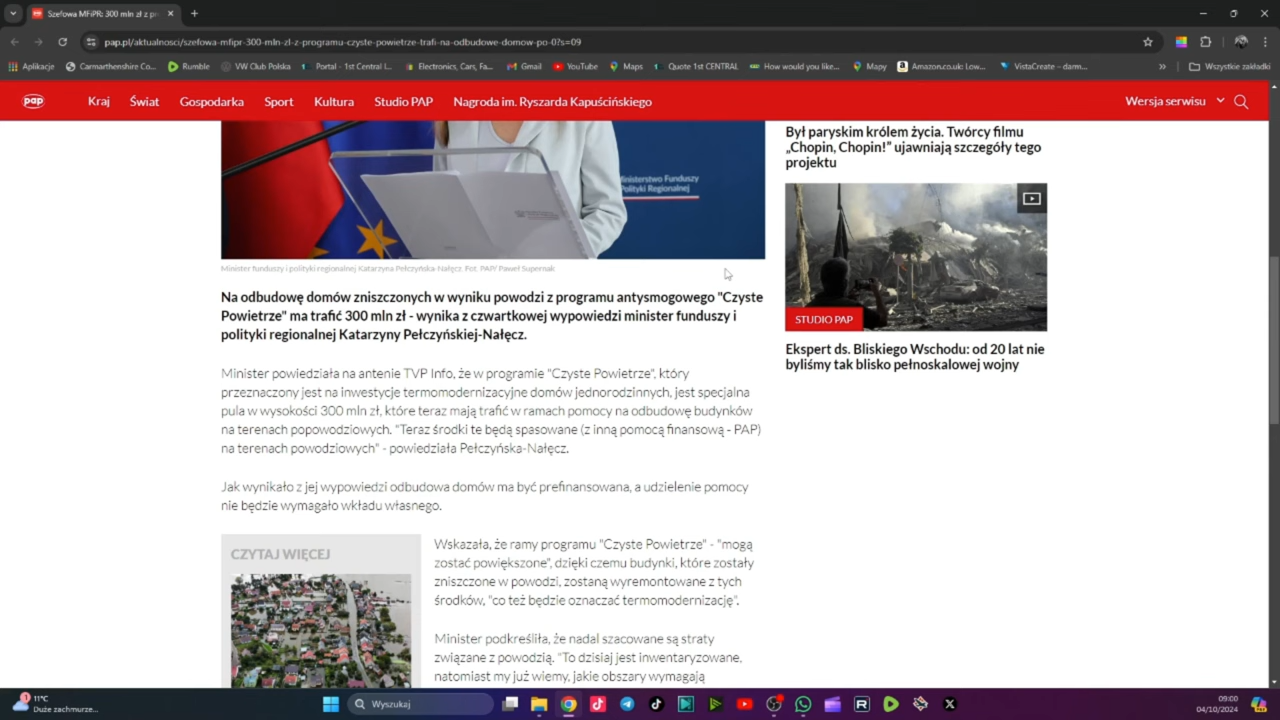 Szefowa MFiPR: 300 mln zł z pr
pap.pl/aktualnosci/szefowa-mfipr-300-mln-zl-z-programu-czyste-powietrze-trafi-na-odbudowe-domow-po-0?s=09
Aplikacje
Carmarthenshire Co...
Rumble
VW Club Polska
Portal - 1st Central I...
Electronics, Cars, Fa...
Gmail
YouTube
Maps
Quote 1st CENTRAL
How would you like...
Mapy
Amazon.co.uk: Low...
VistaCreate – darm...
»
Wszystkie zakładki
pap
Kraj
Świat
Gospodarka
Sport
Kultura
Studio PAP
Nagroda im. Ryszarda Kapuścińskiego
Wersja serwisu
Ministerstwo Funduszy
Polityki Regionalnej
Minister funduszy i polityki regionalnej Katarzyna Pełczyńska-Nałęcz. Fot. PAP/ Paweł Supernak
Na odbudowę domów zniszczonych w wyniku powodzi z programu antysmogowego "Czyste
Powietrze" ma trafić 300 mln zł - wynika z czwartkowej wypowiedzi minister funduszy i
polityki regionalnej Katarzyny Pełczyńskiej-Nałęcz.
Minister powiedziała na antenie TVP Info, że w programie "Czyste Powietrze", który
przeznaczony jest na inwestycje termomodernizacyjne domów jednorodzinnych, jest specjalna
pula w wysokości 300 mln zł, które teraz mają trafić w ramach pomocy na odbudowę budynków
na terenach popowodziowych. "Teraz środki te będą spasowane (z inną pomocą finansową - PAP)
na terenach powodziowych" - powiedziała Pełczyńska-Nałęcz.
Jak wynikało z jej wypowiedzi odbudowa domów ma być prefinansowana, a udzielenie pomocy
nie będzie wymagało wkładu własnego.
CZYTAJ WIĘCEJ
Wskazała, że ramy programu "Czyste Powietrze" - "mogą
zostać powiększone", dzięki czemu budynki, które zostały
zniszczone w powodzi, zostaną wyremontowane z tych
środków, "co też będzie oznaczać termomodernizację".
Minister podkreśliła, że nadal szacowane są straty
związane z powodzią. "To dzisiaj jest inwentaryzowane,
natomiast my już wiemy, jakie obszary wymagają
Był paryskim królem życia. Twórcy filmu
„Chopin, Chopin!” ujawniają szczegóły tego
projektu
STUDIO PAP
Ekspert ds. Bliskiego Wschodu: od 20 lat nie
byliśmy tak blisko pełnoskalowej wojny
1
11°C
Duże zachmurze...
Wyszukaj
09:00
04/10/2024